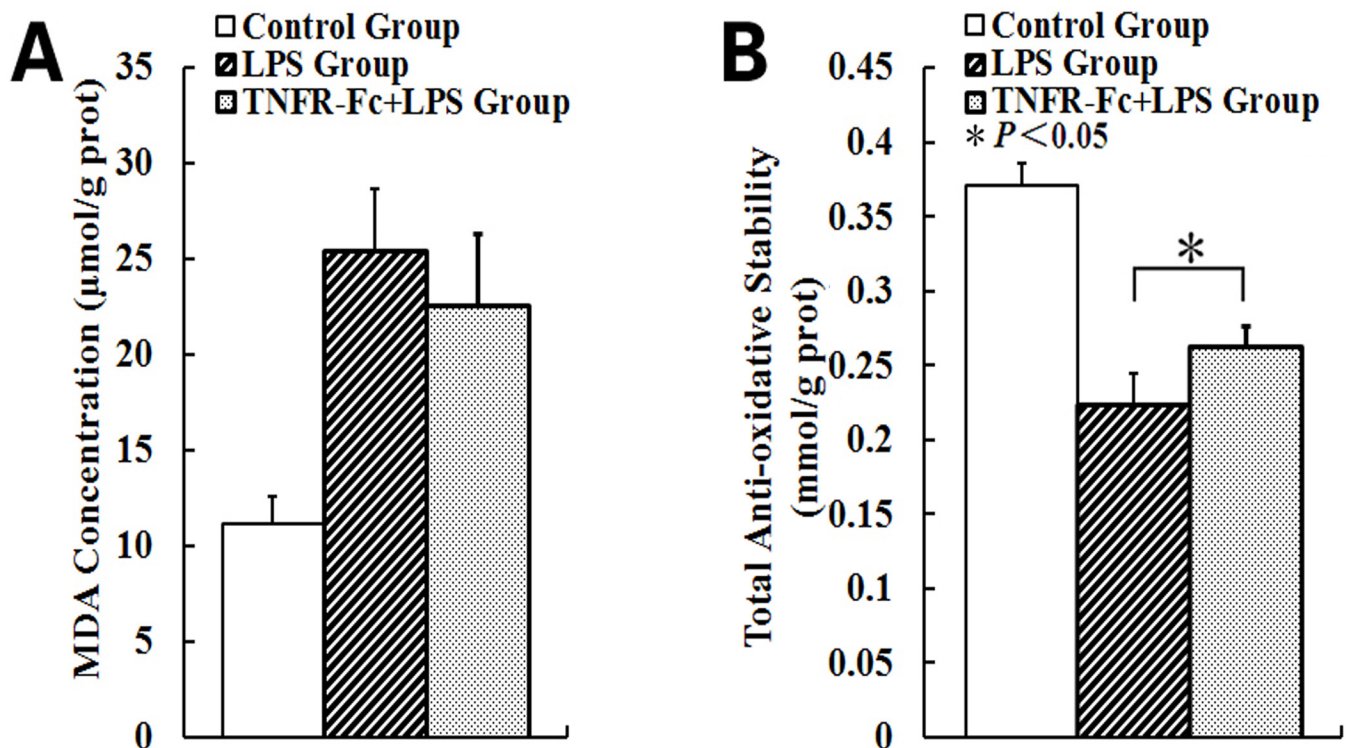 A
Control Group
LPS Group
TNFR-Fc+LPS Group
MDA Concentration (μmol/g prot)
35
30
25
20
15
10
5
0
B
Control Group
LPS Group
TNFR-Fc+LPS Group
* P<0.05
Total Anti-oxidative Stability
(mmol/g prot)
0.45
0.4
0.35
0.3
0.25
0.2
0.15
0.1
0.05
0
*